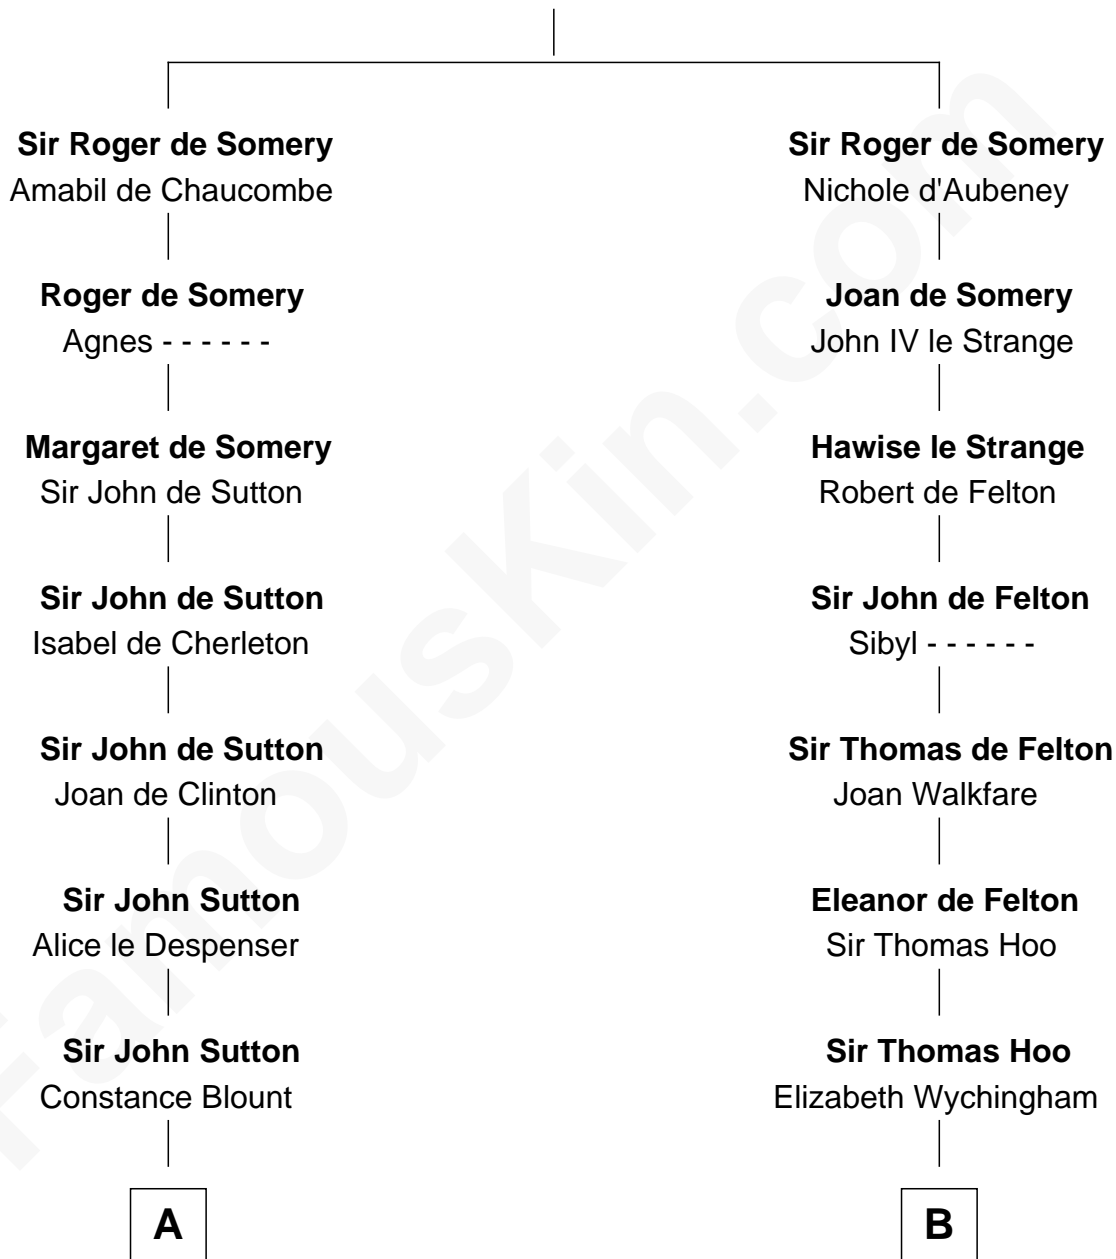 Sir Roger de Somery
Amabil de Chaucombe
Roger de Somery
Agnes - - - - - -
Margaret de Somery
Sir John de Sutton
Sir John de Sutton
Isabel de Cherleton
Sir John de Sutton
Joan de Clinton
Sir John Sutton
Alice le Despenser
Sir John Sutton
Constance Blount
A
Sir Roger de Somery
Nichole d'Aubeney
Joan de Somery
John IV le Strange
Hawise le Strange
Robert de Felton
Sir John de Felton
Sibyl - - - - - -
Sir Thomas de Felton
Joan Walkfare
Eleanor de Felton
Sir Thomas Hoo
Sir Thomas Hoo
Elizabeth Wychingham
B
FamousKin.com